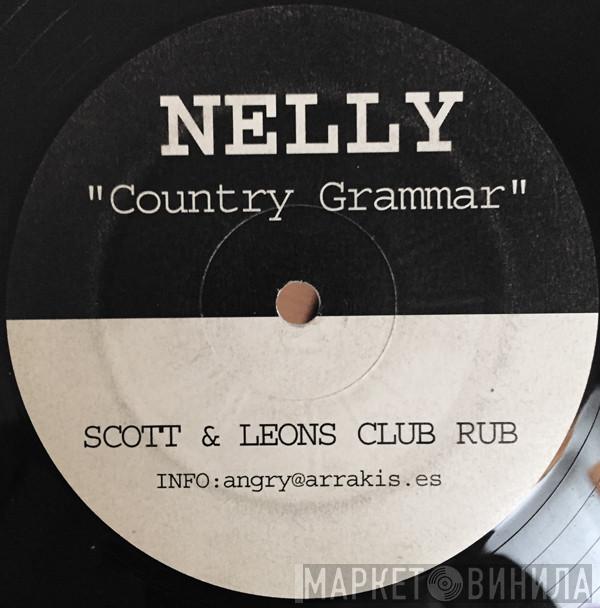 NELLY
"Country Grammar"
SCOTT & LEONS CLUB RUB
INFO:angry@arrakis.es
МАРКЕТ ВИНИЛА